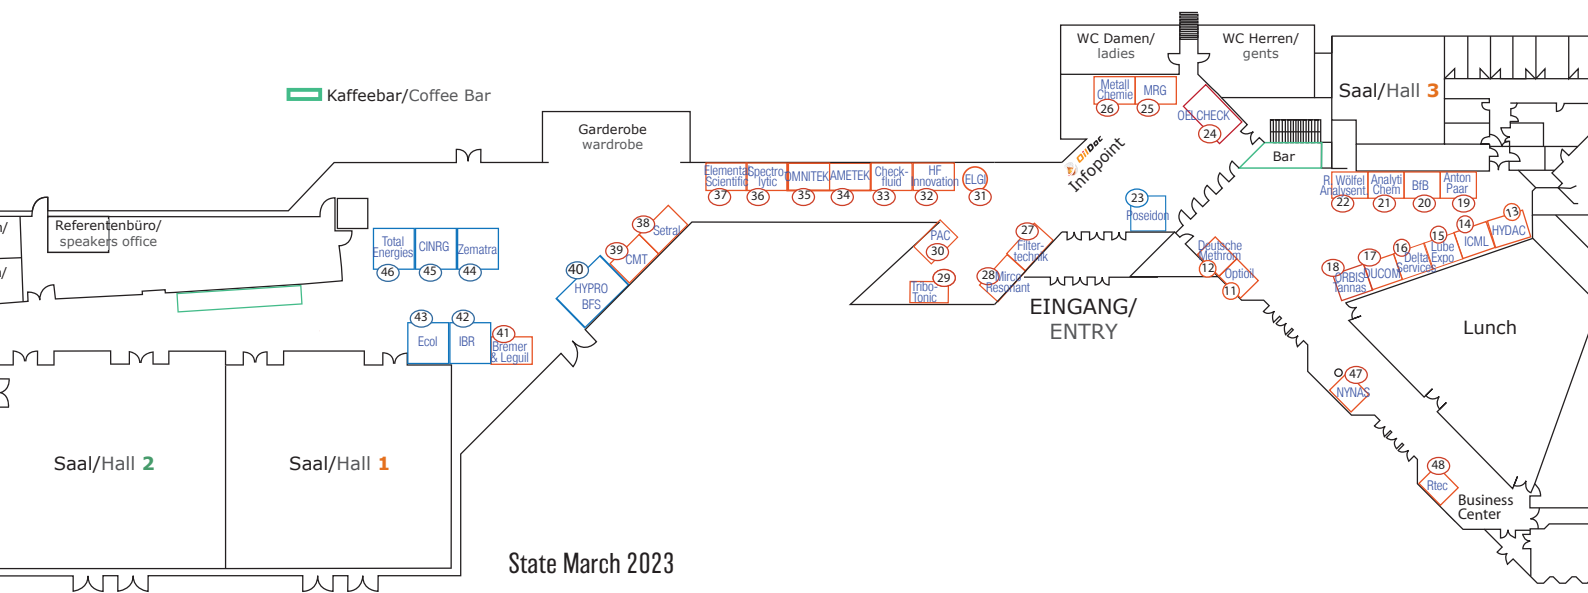 WC Damen/
ladies
WC Herren/
gents
Kaffeebar/Coffee Bar
Saal/Hall 3
Metall
Chemie
26
MRG
25
OELCHECK
24
Garderobe
wardrobe
OilDoc
Infopoint
Bar
Elemental
Scientific
37
Spectro-
lytic
36
OMNITEK
35
AMETEK
34
Check-
fluid
33
HF
Innovation
32
ELGI
31
R. Wölfel
Analysent.
22
Analyti
Chem
21
BfB
20
Anton
Paar
19
23
Poseidon
Referentenbüro/
speakers office
38
Setral
39
CMT
40
HYPRO
BFS
Total
Energies
46
CINRG
45
Zematra
44
PAC
30
27
Filter-
technik
28
Mirco
Resonant
29
Tribo-
Tonic
Deutsche
Methrom
12
Optioil
11
13
HYDAC
14
ICML
15
Lube
Expo
16
Delta
Services
17
DUCOM
18
ORBIS
Iannas
EINGANG/
ENTRY
Lunch
43
Ecol
42
IBR
41
Bremer
& Leguil
47
NYNAS
Saal/Hall 2
Saal/Hall 1
48
Rtec
Business
Center
State March 2023